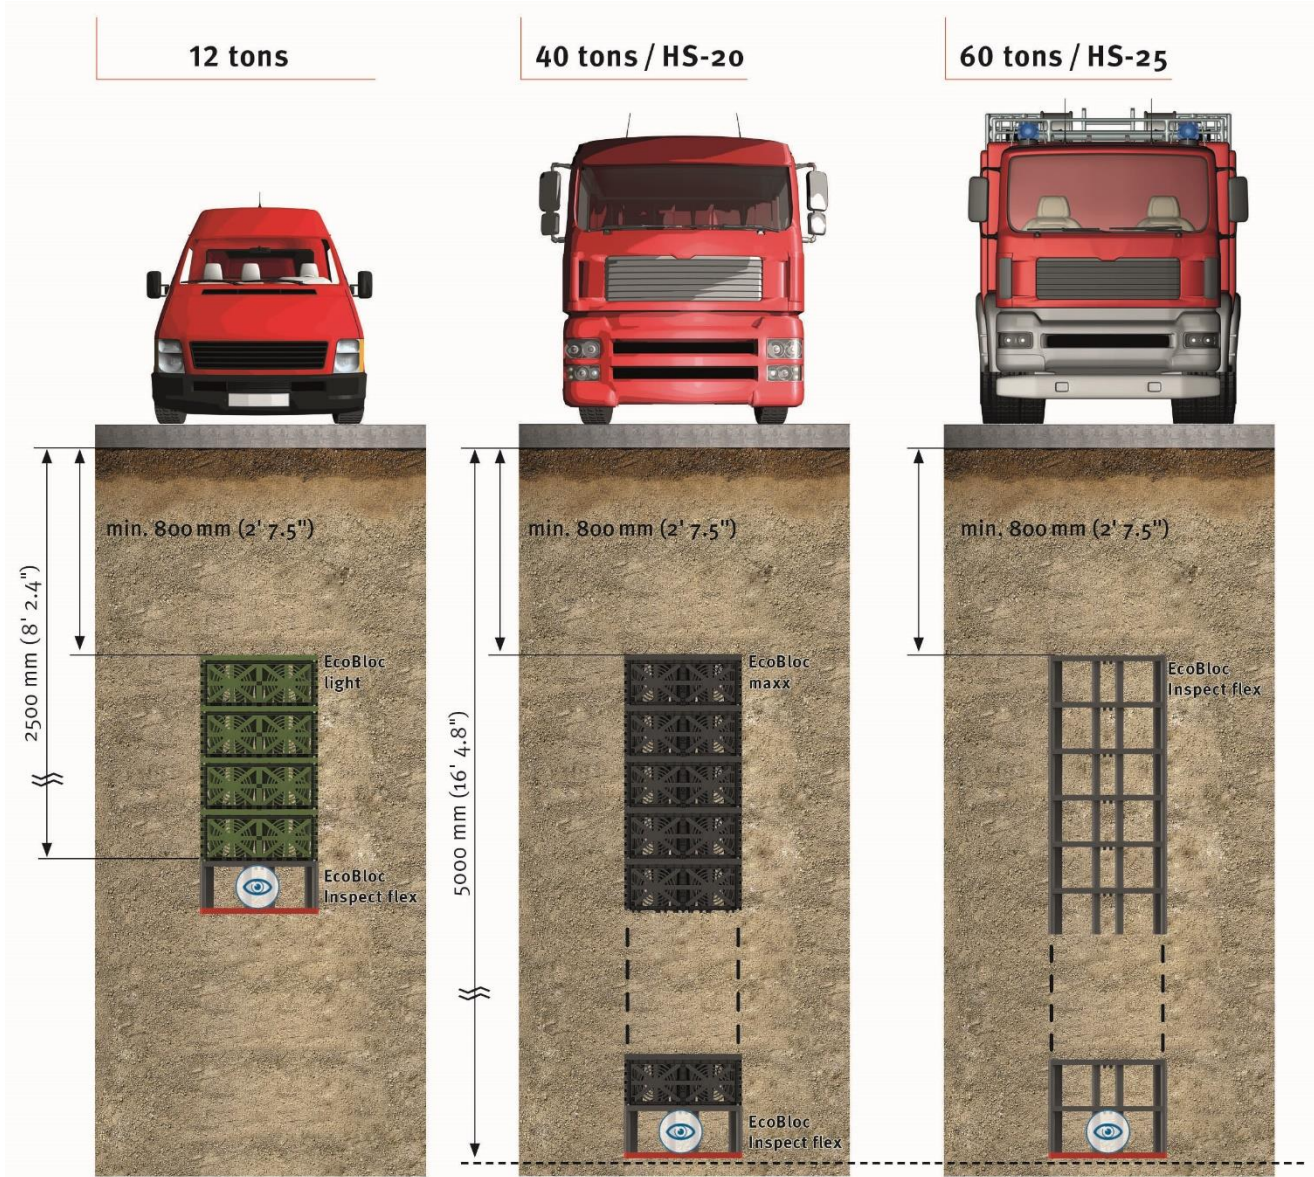 12 tons
40 tons / HS-20
60 tons / HS-25
min. 800 mm (2' 7.5")
min. 800 mm (2' 7.5")
min. 800 mm (2' 7.5")
2500 mm (8' 2.4")
5000 mm (16' 4.8")
EcoBloc
light
EcoBloc
maxx
EcoBloc
Inspect flex
EcoBloc
Inspect flex
EcoBloc
Inspect flex